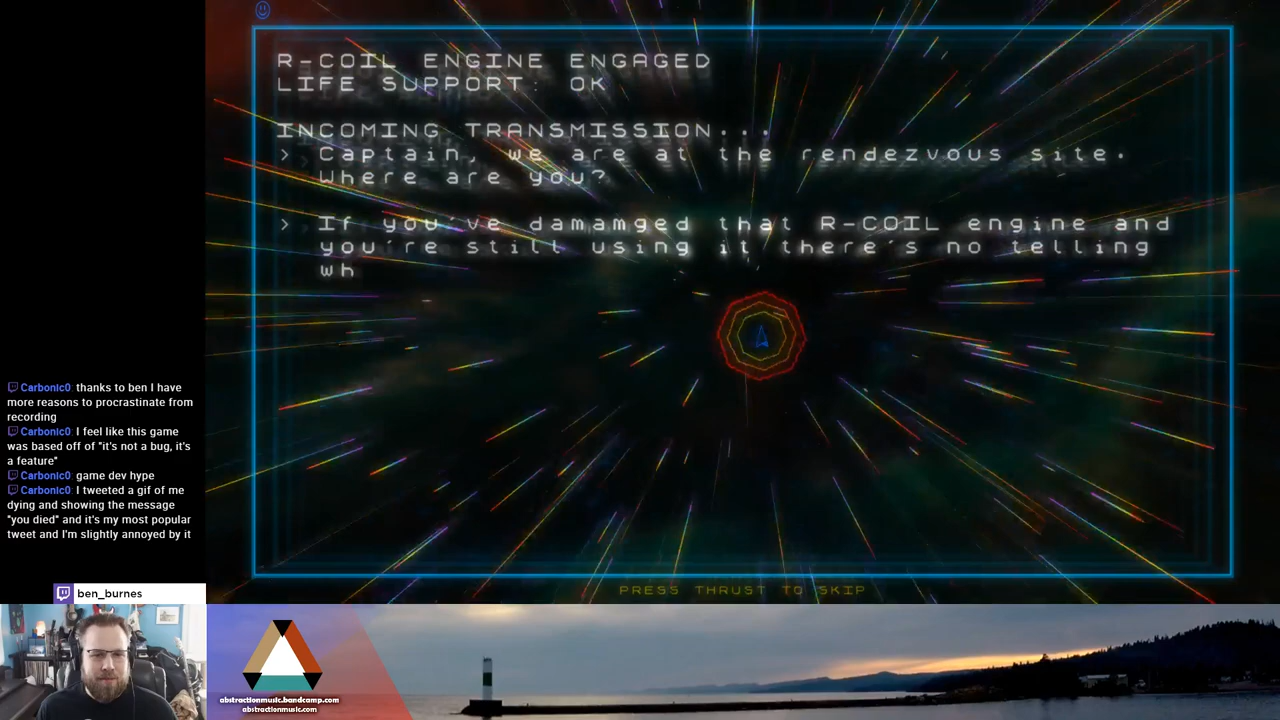 R-COIL ENGINE ENGAGED
LIFE SUPPORT: OK
INCOMING TRANSMISSION...
> Captain, we are at the rendezvous site.
Where are you?
> If you've damamged that R-COIL engine and
you're still using it there's no telling
wh
PRESS THRUST TO SKIP
Carbonic0: thanks to ben I have
more reasons to procrastinate from
recording
Carbonic0: I feel like this game
was based off of "it's not a bug, it's
a feature"
Carbonic0: game dev hype
Carbonic0: I tweeted a gif of me
dying and showing the message
"you died" and it's my most popular
tweet and I'm slightly annoyed by it
ben_burnes
abstractionmusic.bandcamp.com
abstractionmusic.com